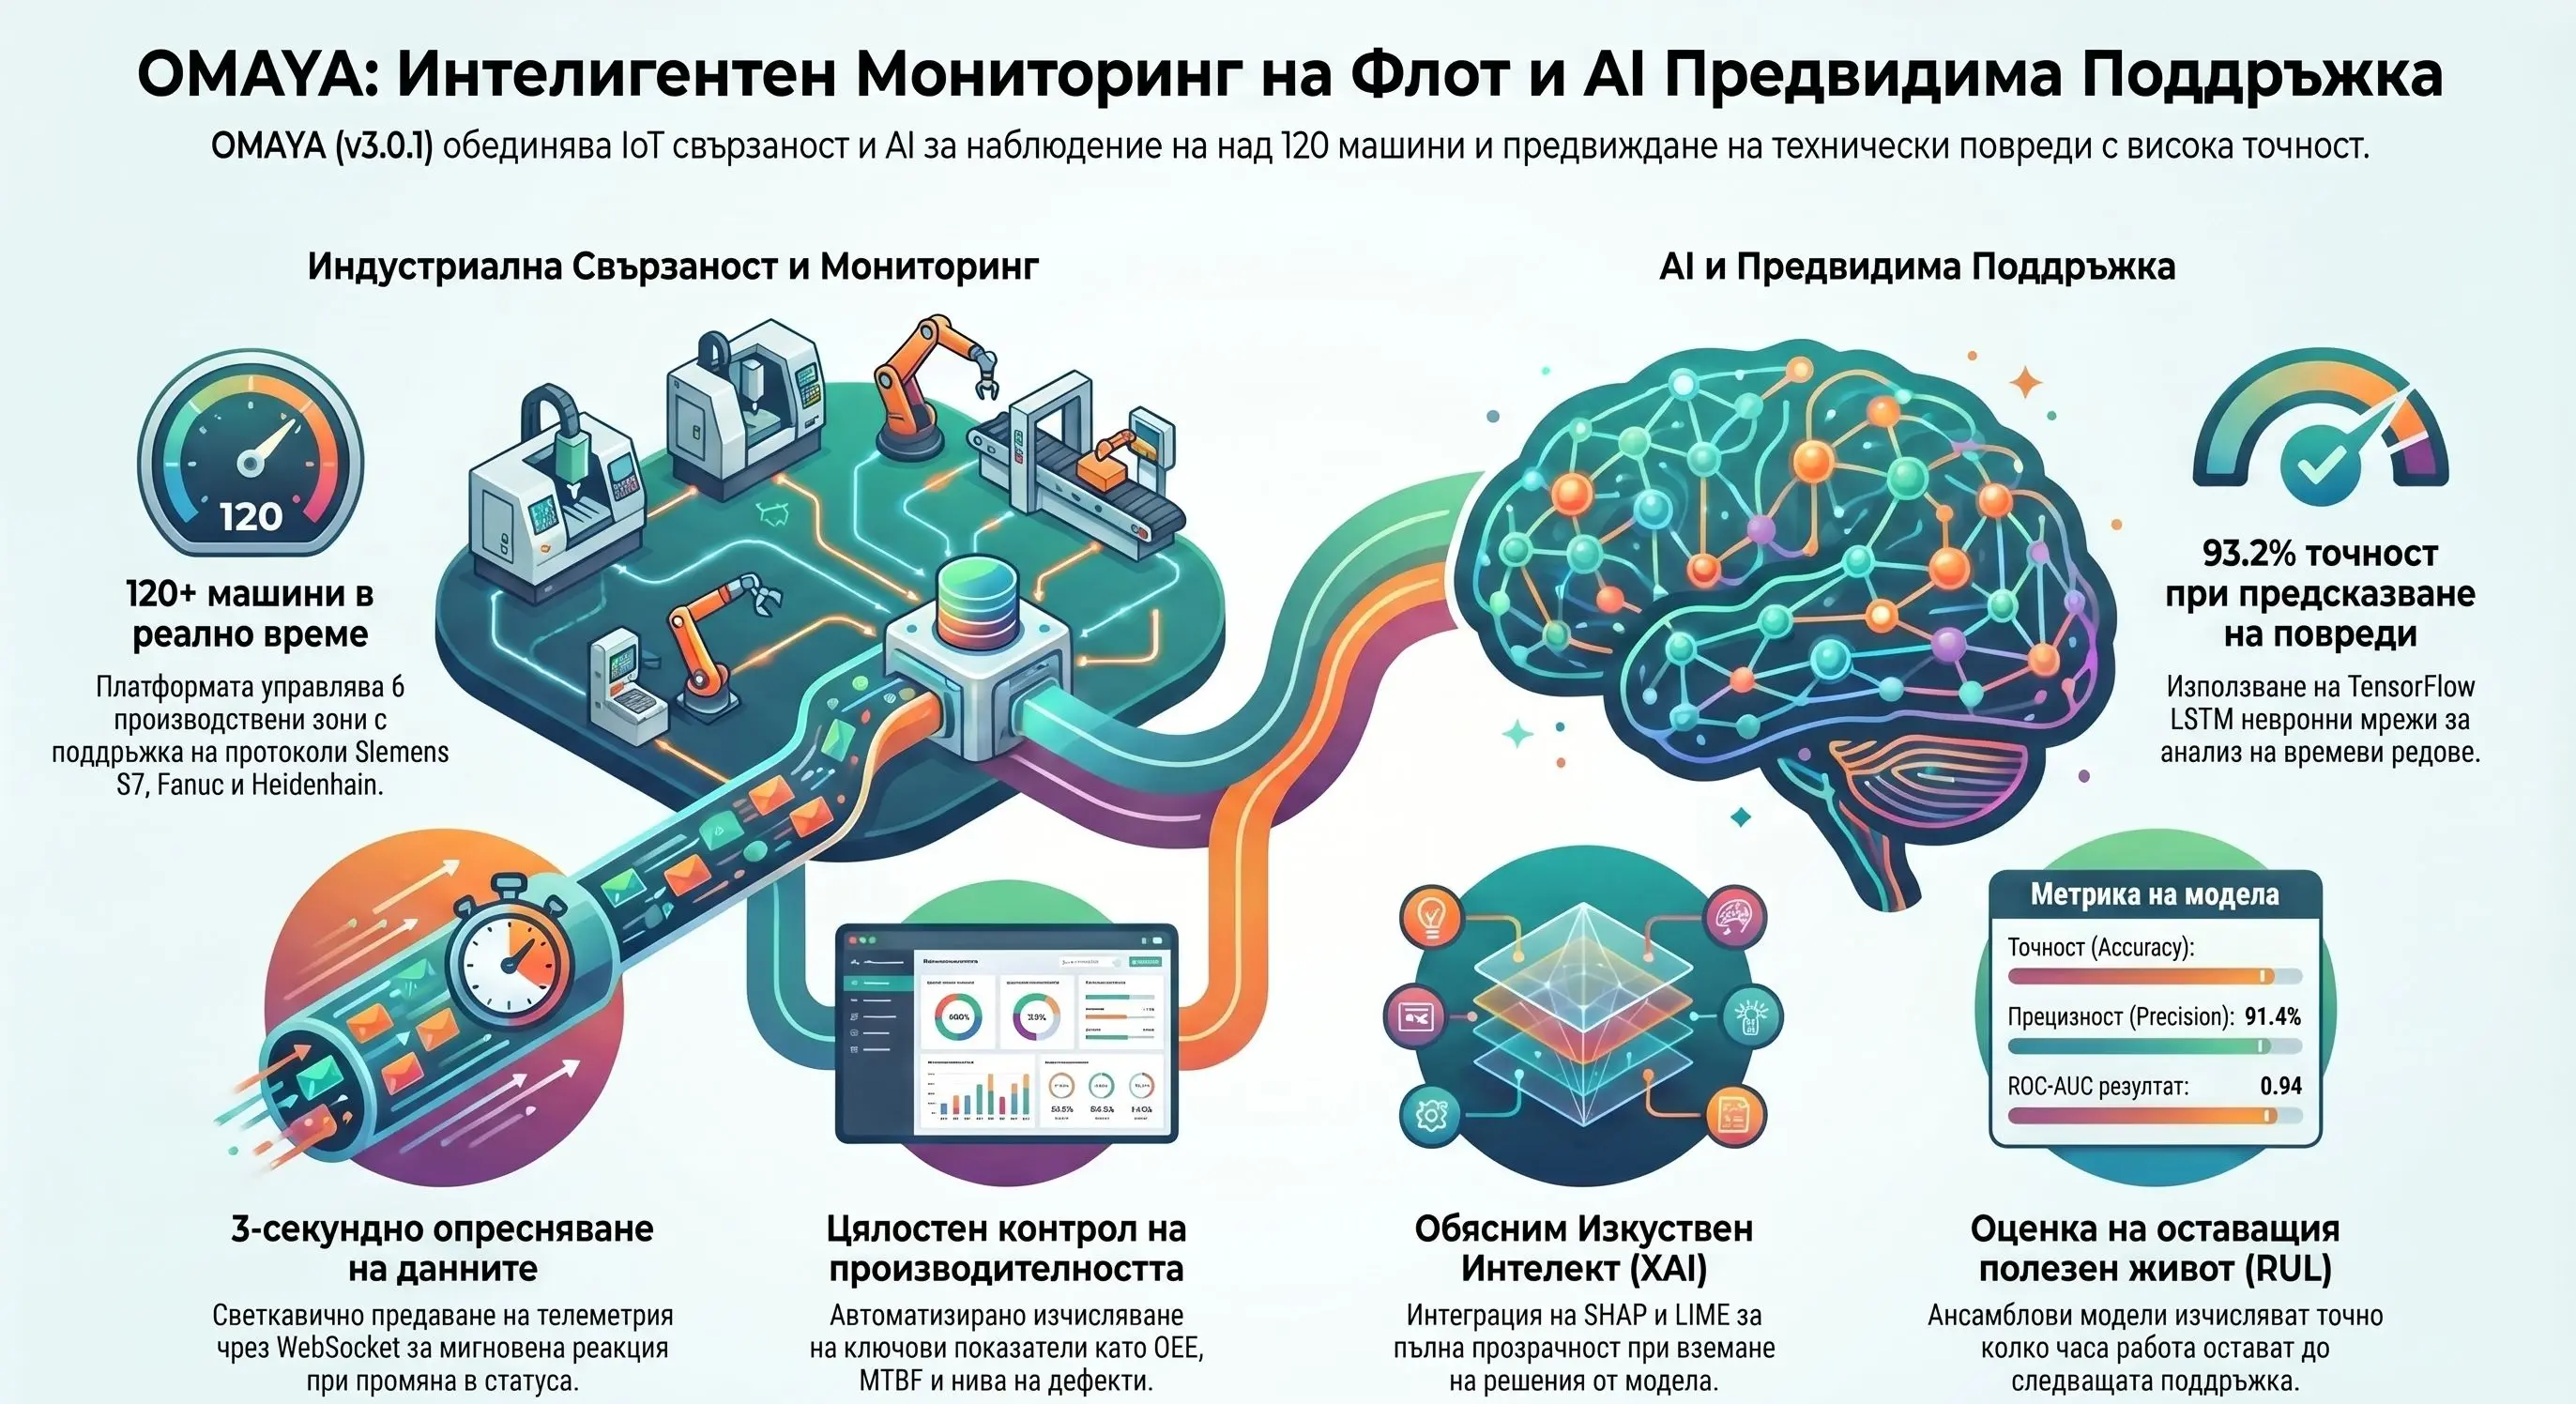 OMAYA: Интелигентен Мониторинг на Флот и AI Предвидима Поддръжка
OMAYA (v3.0.1) обединява IoT свързаност и AI за наблюдение на над 120 машини и предвиждане на технически повреди с висока точност.
Индустриална Свързаност и Мониторинг
120
120+ машини в
реално време
Платформата управлява 6
производствени зони с
поддръжка на протоколи Slemens
S7, Fanuc и Heidenhain.
3-секундно опресняване
на данните
Светкавично предаване на телеметрия
чрез WebSocket за мигновена реакция
при промяна в статуса.
Цялостен контрол на
производителността
Автоматизирано изчисляване
на ключови показатели като OEE,
MTBF и нива на дефекти.
AI и Предвидима Поддръжка
93.2% точност
при предсказване
на повреди
Използване на TensorFlow
LSTM невронни мрежи за
анализ на времеви редове.
Обясним Изкуствен
Интелект (XAI)
Интеграция на SHAP и LIME за
пълна прозрачност при вземане
на решения от модела.
Метрика на модела
Точност (Accuracy):
Прецизност (Precision): 91.4%
ROC-AUC резултат: 0.94
Оценка на оставащия
полезен живот (RUL)
Ансамблови модели изчисляват точно
колко часа работа остават до
следващата поддръжка.